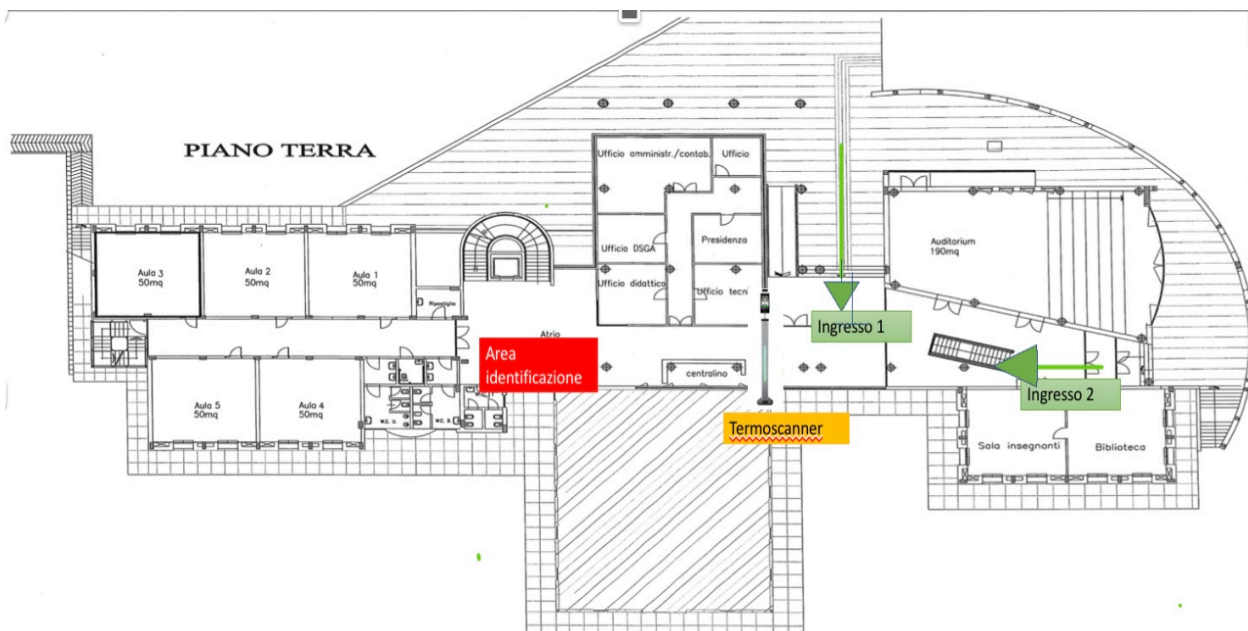 PIANO TERRA
Ufficio amministr./contab.
Ufficio
Aula 3
50mq
Aula 2
50mq
Aula 1
50mq
Ripostiglio
Ufficio DSGA
Presidenza
Ufficio didattico
Ufficio tecni
Auditorium
190mq
Atrio
Ingresso 1
Area
identificazione
centralino
Ingresso 2
Aula 5
50mq
Aula 4
50mq
W.C. U.
W.C. D.
Termoscanner
Sala insegnanti
Biblioteca